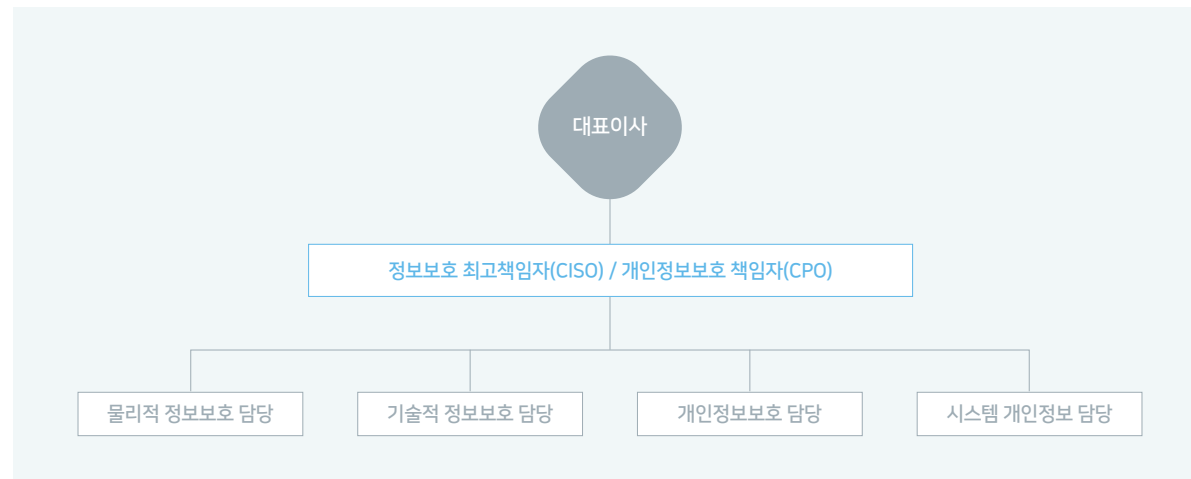 대표이사
정보보호 최고책임자(CISO) / 개인정보보호 책임자(CPO)
물리적 정보보호 담당
기술적 정보보호 담당
개인정보보호 담당
시스템 개인정보 담당